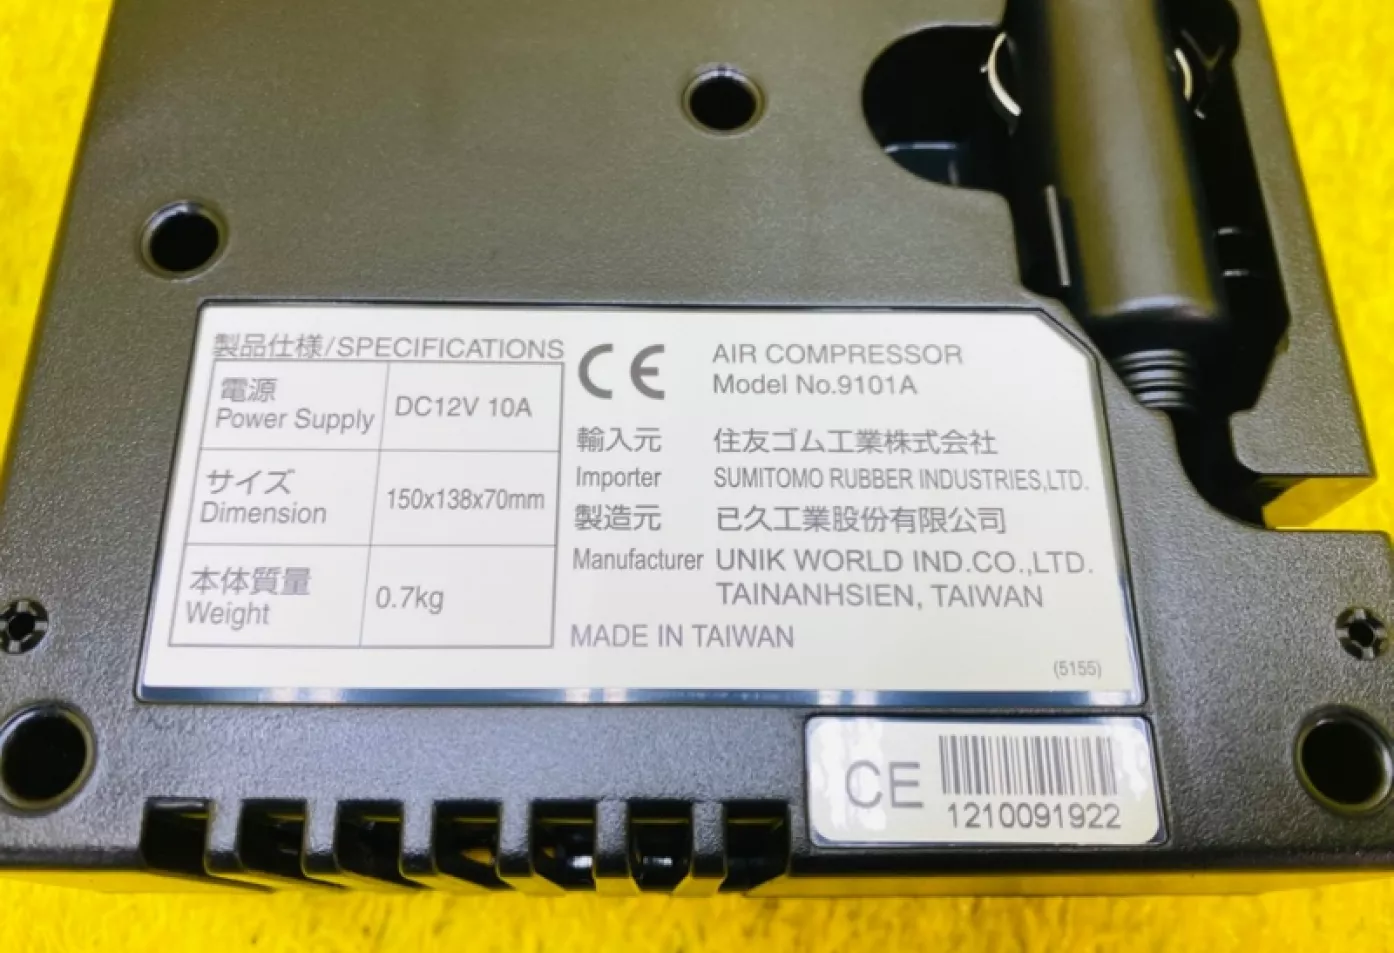 製品仕様/SPECIFICATIONS
電源
Power Supply
DC12V 10A
サイズ
Dimension
150x138x70mm
本体質量
Weight
0.7kg
CE
AIR COMPRESSOR
Model No.9101A
輸入元 住友ゴム工業株式会社
Importer SUMITOMO RUBBER INDUSTRIES,LTD.
製造元 已久工業股份有限公司
Manufacturer UNIK WORLD IND.CO.,LTD.
TAINANHSIEN, TAIWAN
MADE IN TAIWAN
(5155)
CE
1210091922